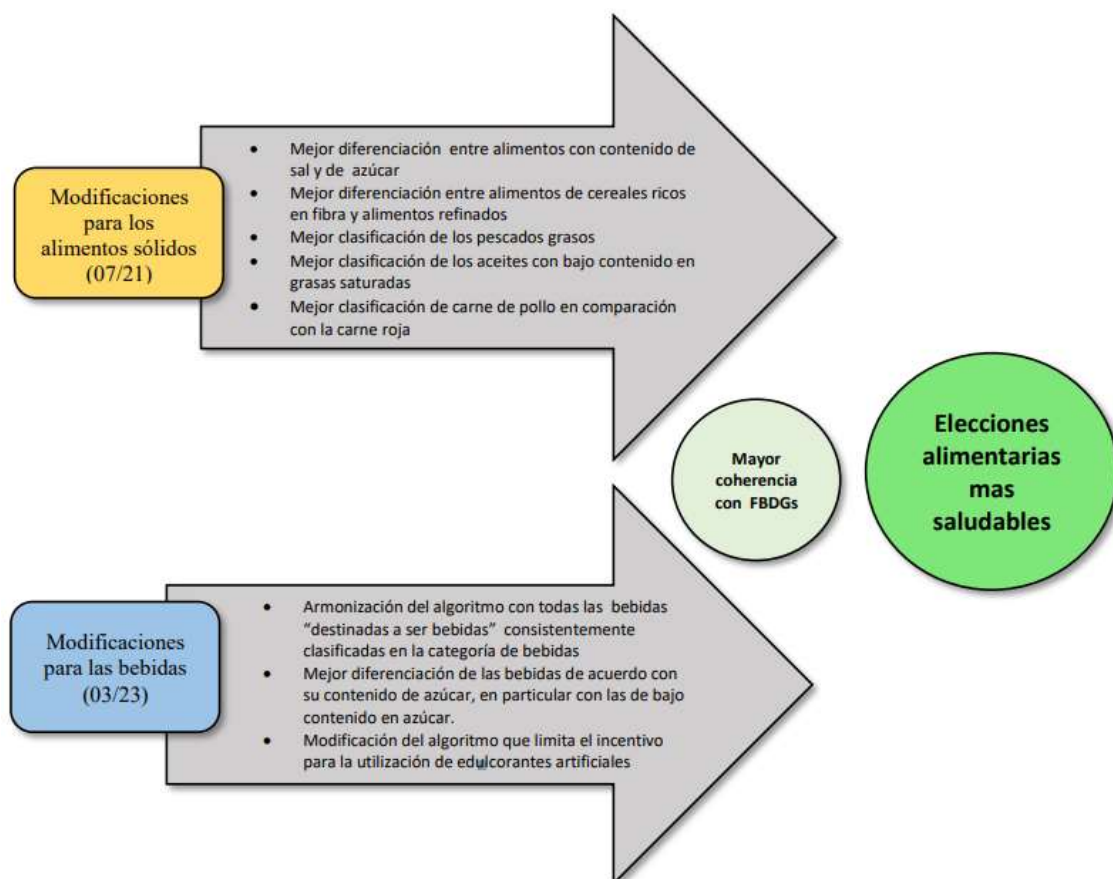 Modificaciones
para los
alimentos sólidos
(07/21)
• Mejor diferenciación entre alimentos con contenido de
sal y de azúcar
• Mejor diferenciación entre alimentos de cereales ricos
en fibra y alimentos refinados
• Mejor clasificación de los pescados grasos
• Mejor clasificación de los aceites con bajo contenido en
grasas saturadas
• Mejor clasificación de carne de pollo en comparación
con la carne roja
Mayor
coherencia
con FBDGs
Elecciones
alimentarias
mas
saludables
Modificaciones
para las bebidas
(03/23)
• Armonización del algoritmo con todas las bebidas
“destinadas a ser bebidas” consistentemente
clasificadas en la categoría de bebidas
• Mejor diferenciación de las bebidas de acuerdo con
su contenido de azúcar, en particular con las de bajo
contenido en azúcar.
• Modificación del algoritmo que limita el incentivo
para la utilización de edulcorantes artificiales